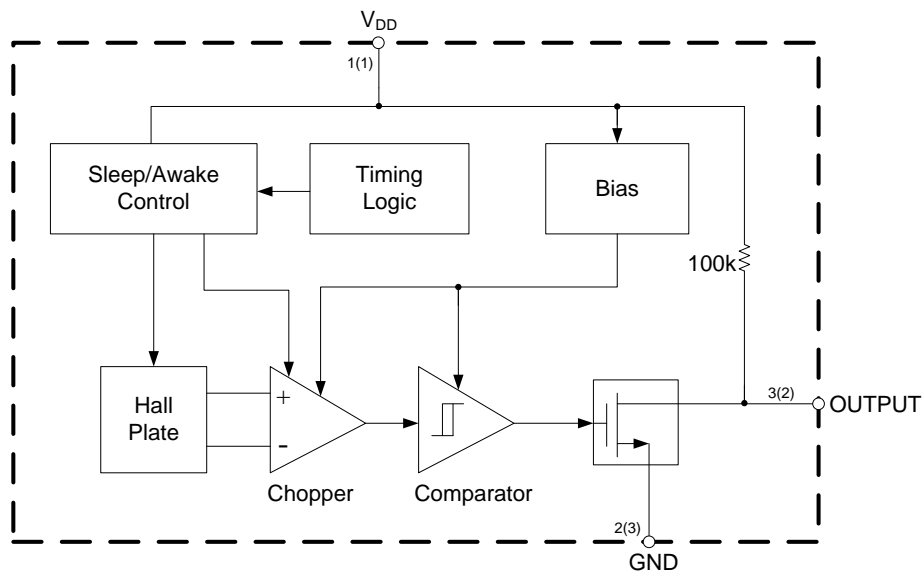 VDD
1(1)
Sleep/Awake
Control
Timing
Logic
Bias
100k
Hall
Plate
+
-
Chopper
Comparator
3(2)
OUTPUT
2(3)
GND